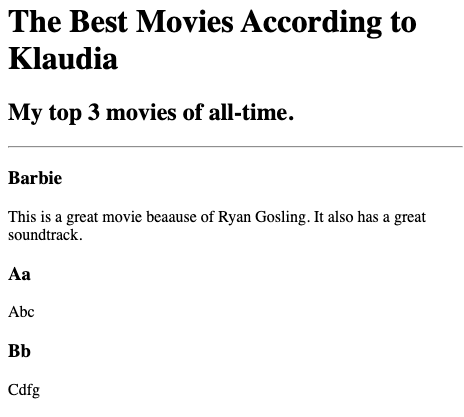 The Best Movies According to
Klaudia
My top 3 movies of all-time.
Barbie
This is a great movie beaause of Ryan Gosling. It also has a great
soundtrack.
Aa
Abc
Bb
Cdfg